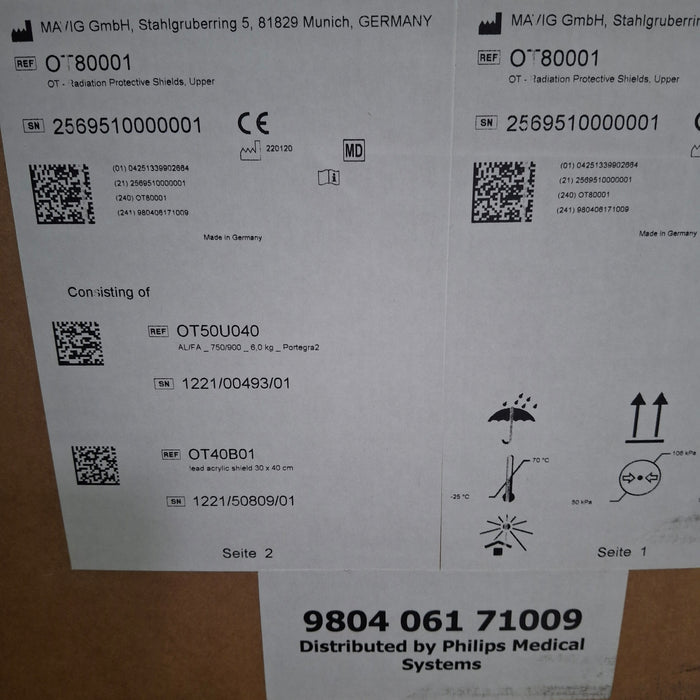 MAVIG GmbH, Stahlgruberring 5, 81829 Munich, GERMANY
REF OT80001
OT - Radiation Protective Shields, Upper
SN 2569510000001
CE
220120
MD
(01) 04251339902664
(21) 2569510000001
(240) OT80001
(241) 980406171009
Made in Germany
Consisting of
REF OT50U040
AL/FA _ 750/900 _ 6,0 kg _ Portegra2
SN 1221/00493/01
REF OT40B01
lead acrylic shield 30 x 40 cm
SN 1221/50809/01
Seite 2
MAVIG GmbH, Stahlgruberrin
REF OT80001
OT - Radiation Protective Shields, Upper
SN 2569510000001
(01) 04251339902664
(21) 2569510000001
(240) OT80001
(241) 980406171009
Made in Germany
70 °C
-25 °C
106 kPa
50 kPa
Seite 1
9804 061 71009
Distributed by Philips Medical
Systems